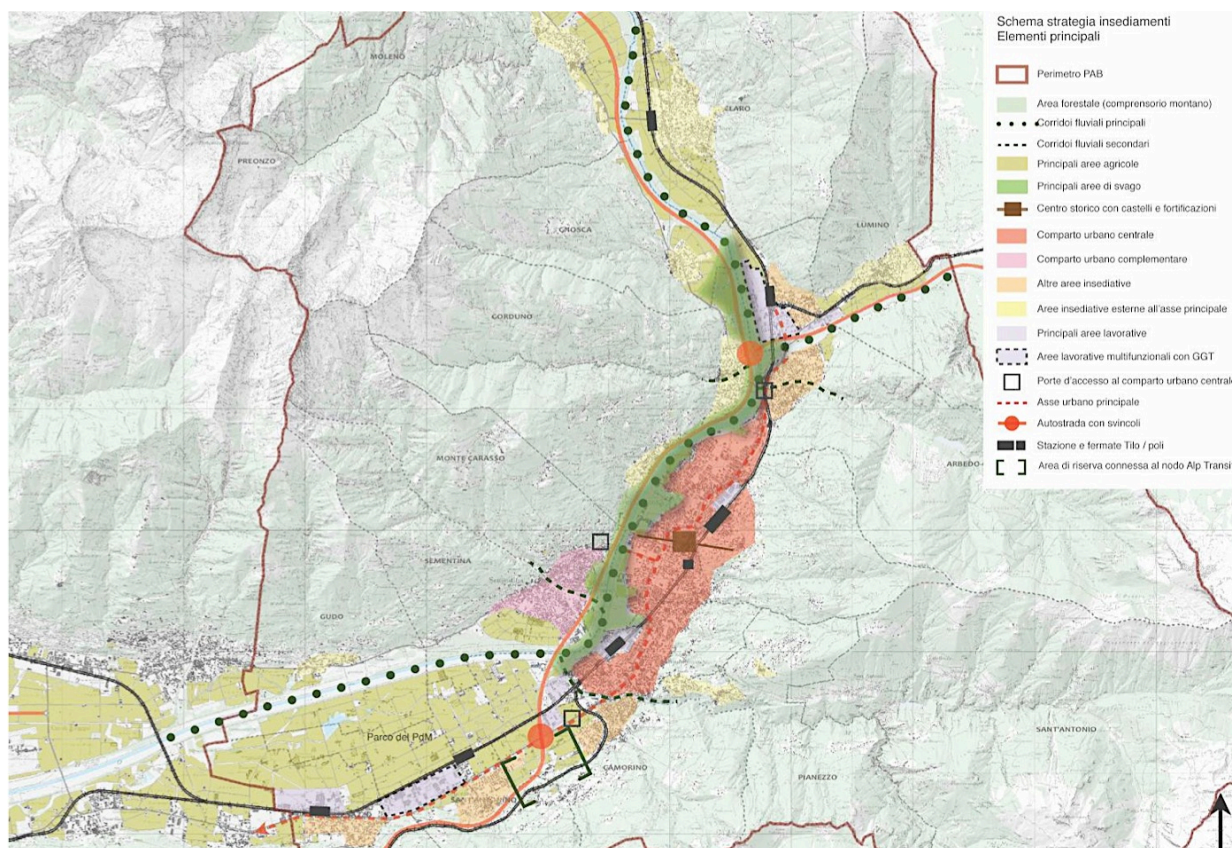 Schema strategia insediamenti
Elementi principali
Perimetro PAB
Area forestale (comprensorio montano)
Corridoi fluviali principali
Corridoi fluviali secondari
Principali aree agricole
Principali aree di svago
Centro storico con castelli e fortificazioni
Comparto urbano centrale
Comparto urbano complementare
Altre aree insediative
Aree insediative esterne all'asse principale
Principali aree lavorative
Aree lavorative multifunzionali con GGT
Porte d'accesso al comparto urbano centrale
Asse urbano principale
Autostrada con svincoli
Stazione e fermate Tilo / poli
Area di riserva connessa al nodo Alp Transi
MOLENO
CLARO
PREONZO
GNOSCA
LUMINO
GORDUNO
MONTE CARASSO
ARBEDO-
SEMENTINA
GUDO
Parco del PdM
SANT'ANTONIO
CAMORINO
PIANEZZO